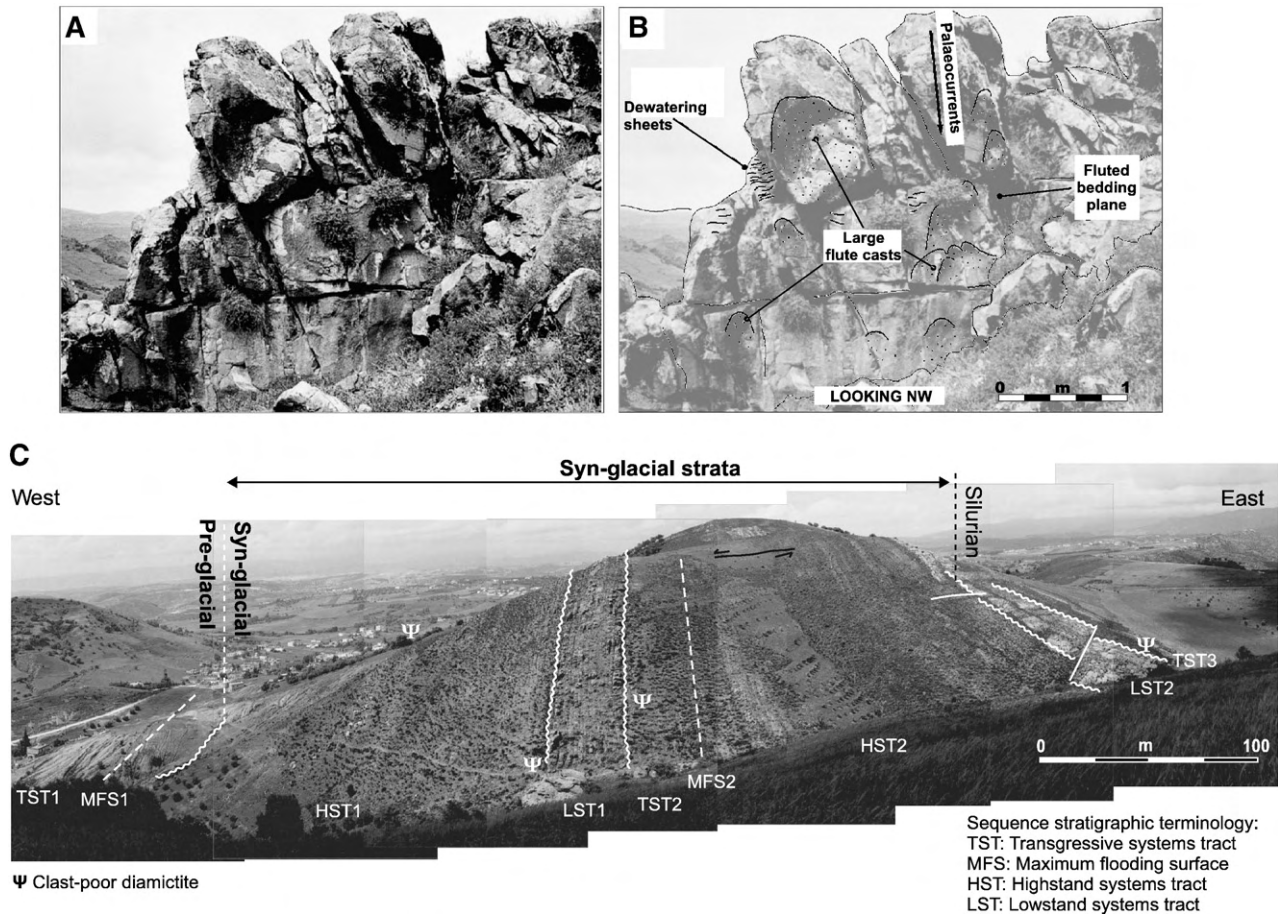 A
B
Palaeocurrents
Dewatering
sheets
Fluted
bedding
plane
Large
flute casts
LOOKING NW
0 m 1
C
Syn-glacial strata
West
East
Pre-glacial
Syn-glacial
Silurian
Ψ
Ψ
Ψ
Ψ
TST3
LST2
HST2
MFS2
TST2
LST1
HST1
MFS1
TST1
0 m 100
Ψ Clast-poor diamictite
Sequence stratigraphic terminology:
TST: Transgressive systems tract
MFS: Maximum flooding surface
HST: Highstand systems tract
LST: Lowstand systems tract